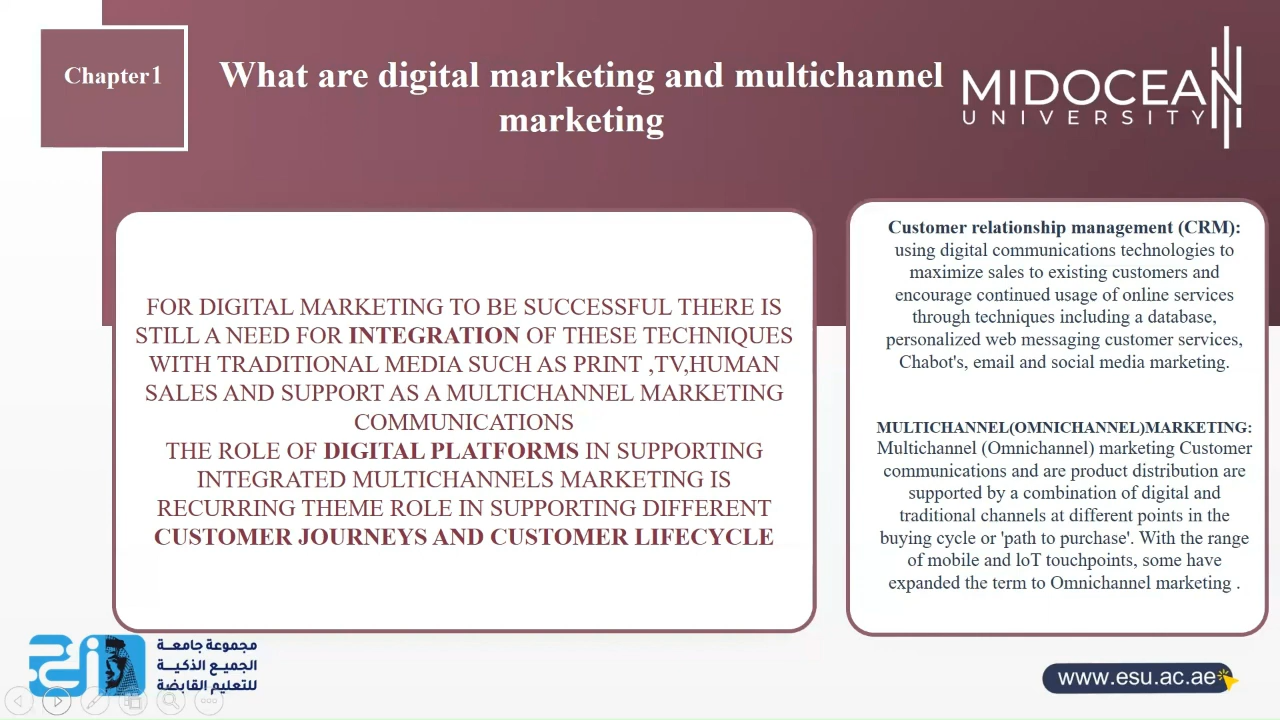 Chapter1
What are digital marketing and multichannel
marketing
MIDOCEAN
UNIVERSITY
FOR DIGITAL MARKETING TO BE SUCCESSFUL THERE IS
STILL A NEED FOR INTEGRATION OF THESE TECHNIQUES
WITH TRADITIONAL MEDIA SUCH AS PRINT ,TV,HUMAN
SALES AND SUPPORT AS A MULTICHANNEL MARKETING
COMMUNICATIONS
THE ROLE OF DIGITAL PLATFORMS IN SUPPORTING
INTEGRATED MULTICHANNELS MARKETING IS
RECURRING THEME ROLE IN SUPPORTING DIFFERENT
CUSTOMER JOURNEYS AND CUSTOMER LIFECYCLE
Customer relationship management (CRM):
using digital communications technologies to
maximize sales to existing customers and
encourage continued usage of online services
through techniques including a database,
personalized web messaging customer services,
Chabot's, email and social media marketing.
MULTICHANNEL(OMNICHANNEL)MARKETING:
Multichannel (Omnichannel) marketing Customer
communications and are product distribution are
supported by a combination of digital and
traditional channels at different points in the
buying cycle or 'path to purchase'. With the range
of mobile and loT touchpoints, some have
expanded the term to Omnichannel marketing .
مجموعة جامعة
الجميع الذكية
للتعليم القابضة
www.esu.ac.ae